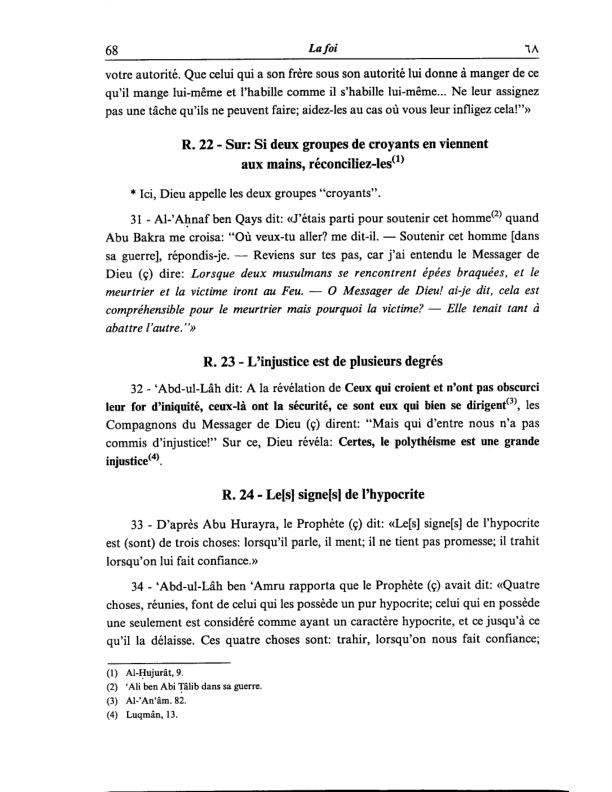 68 La foi ٦٨
votre autorité. Que celui qui a son frère sous son autorité lui donne à manger de ce
qu'il mange lui-même et l'habille comme il s'habille lui-même... Ne leur assignez
pas une tâche qu'ils ne peuvent faire; aidez-les au cas où vous leur infligez cela!"»
R. 22 - Sur: Si deux groupes de croyants en viennent
aux mains, réconciliez-les(1)
* Ici, Dieu appelle les deux groupes "croyants".
31 - Al-'Aḥnaf ben Qays dit: «J'étais parti pour soutenir cet homme(2) quand
Abu Bakra me croisa: "Où veux-tu aller? me dit-il. — Soutenir cet homme [dans
sa guerre], répondis-je. — Reviens sur tes pas, car j'ai entendu le Messager de
Dieu (ç) dire: Lorsque deux musulmans se rencontrent épées braquées, et le
meurtrier et la victime iront au Feu. — O Messager de Dieu! ai-je dit, cela est
compréhensible pour le meurtrier mais pourquoi la victime? — Elle tenait tant à
abattre l'autre."»
R. 23 - L'injustice est de plusieurs degrés
32 - ‘Abd-ul-Lâh dit: A la révélation de Ceux qui croient et n'ont pas obscurci
leur for d'iniquité, ceux-là ont la sécurité, ce sont eux qui bien se dirigent(3), les
Compagnons du Messager de Dieu (ç) dirent: "Mais qui d'entre nous n'a pas
commis d'injustice!" Sur ce, Dieu révéla: Certes, le polythéisme est une grande
injustice(4).
R. 24 - Le[s] signe[s] de l'hypocrite
33 - D'après Abu Hurayra, le Prophète (ç) dit: «Le[s] signe[s] de l'hypocrite
est (sont) de trois choses: lorsqu'il parle, il ment; il ne tient pas promesse; il trahit
lorsqu'on lui fait confiance.»
34 - ‘Abd-ul-Lâh ben ‘Amru rapporta que le Prophète (ç) avait dit: «Quatre
choses, réunies, font de celui qui les possède un pur hypocrite; celui qui en possède
une seulement est considéré comme ayant un caractère hypocrite, et ce jusqu'à ce
qu'il la délaisse. Ces quatre choses sont: trahir, lorsqu'on nous fait confiance;
(1) Al-Ḥujurât, 9.
(2) ‘Ali ben Abi Ṭâlib dans sa guerre.
(3) Al-'An'âm. 82.
(4) Luqmân, 13.